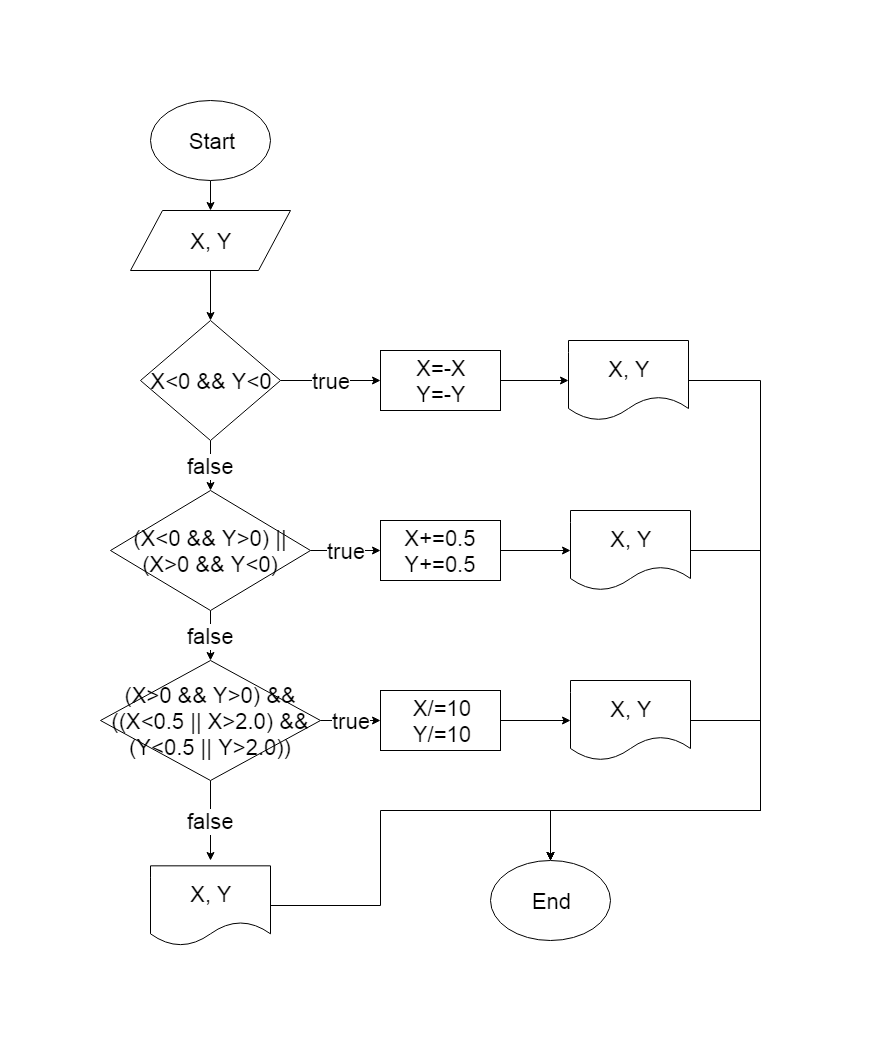 Start
X, Y
X<0 && Y<0
true
X=-X
Y=-Y
X, Y
false
(X<0 && Y>0) ||
(X>0 && Y<0)
true
X+=0.5
Y+=0.5
X, Y
false
(X>0 && Y>0) &&
((X<0.5 || X>2.0) &&
(Y<0.5 || Y>2.0))
true
X/=10
Y/=10
X, Y
false
X, Y
End